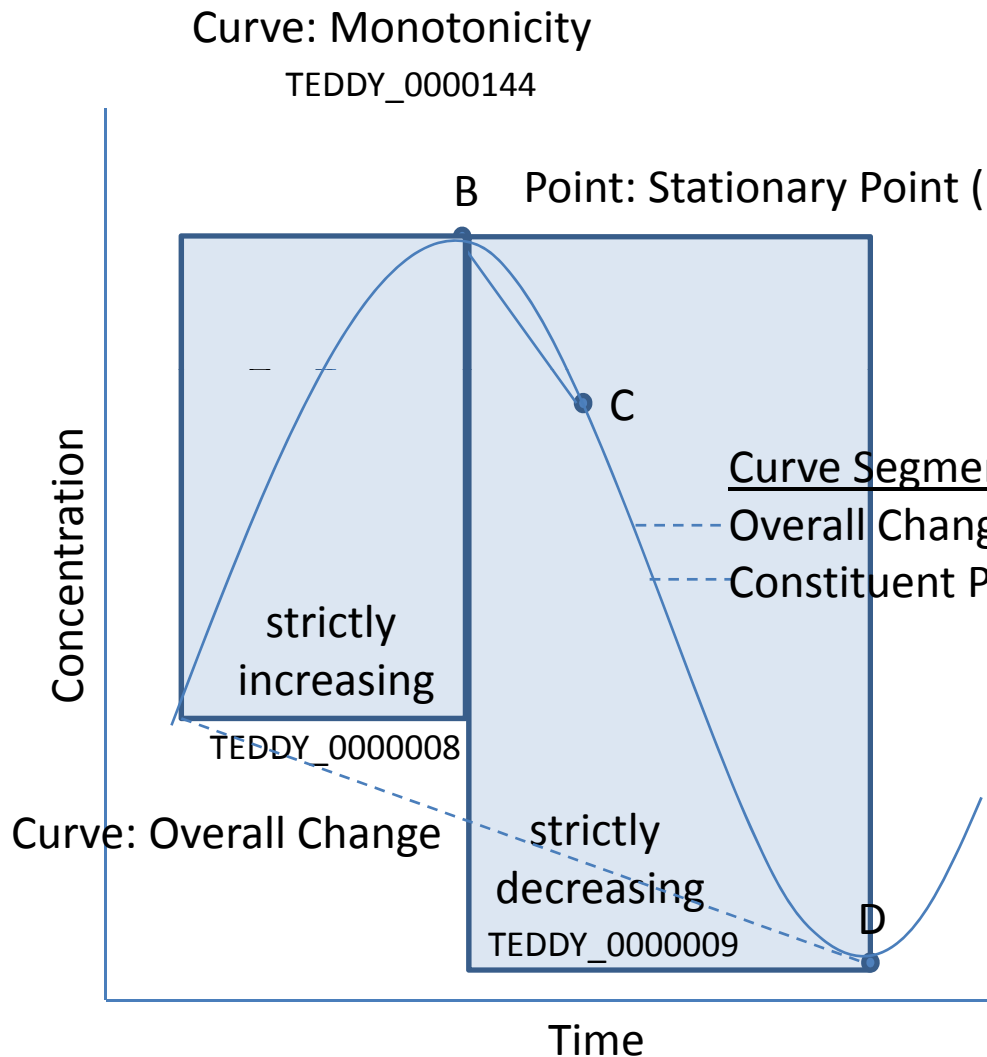 Curve: Monotonicity
TEDDY_0000144
B
Point: Stationary Point (
C
Curve Segme
Overall Chang
Constituent P
Concentration
strictly
increasing
TEDDY_0000008
Curve: Overall Change
strictly
decreasing
D
TEDDY_0000009
Time